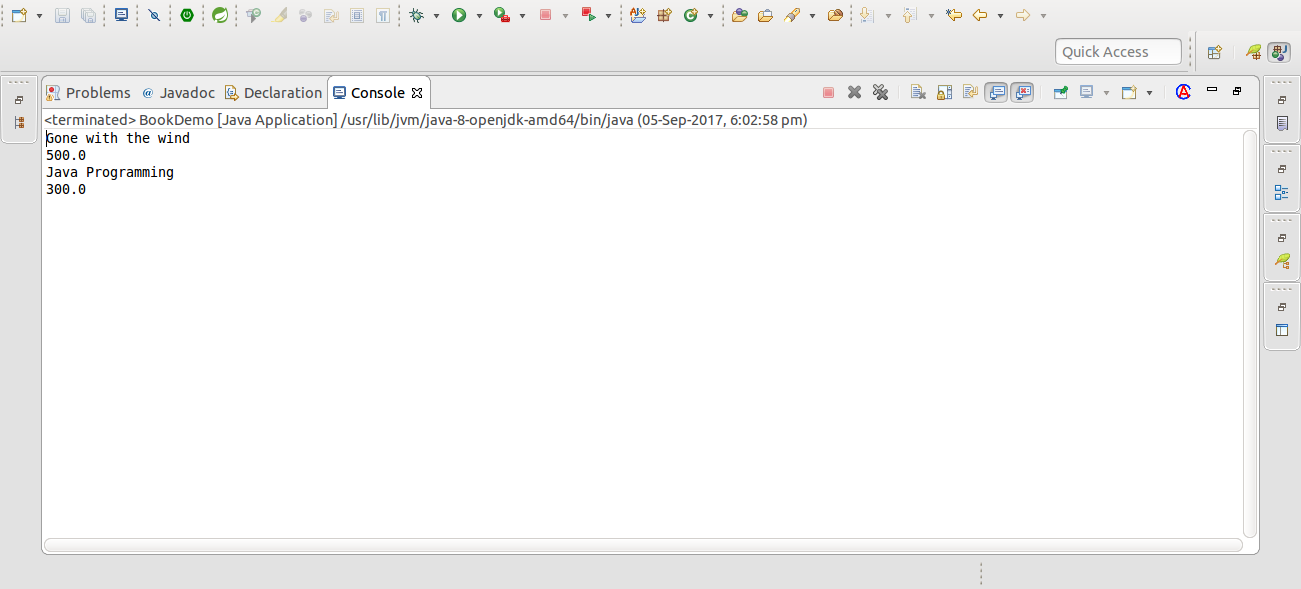 Quick Access
Problems @ Javadoc Declaration Console
<terminated> BookDemo [Java Application] /usr/lib/jvm/java-8-openjdk-amd64/bin/java (05-Sep-2017, 6:02:58 pm)
Gone with the wind
500.0
Java Programming
300.0